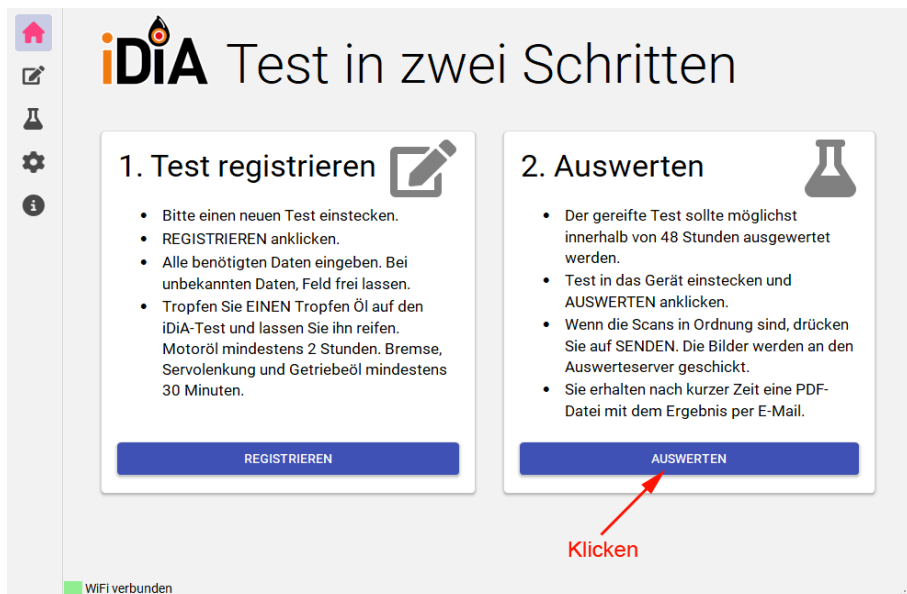 iDiA Test in zwei Schritten
1. Test registrieren
• Bitte einen neuen Test einstecken.
• REGISTRIEREN anklicken.
• Alle benötigten Daten eingeben. Bei
unbekannten Daten, Feld frei lassen.
• Tropfen Sie EINEN Tropfen Öl auf den
iDiA-Test und lassen Sie ihn reifen.
Motoröl mindestens 2 Stunden. Bremse,
Servolenkung und Getriebeöl mindestens
30 Minuten.
REGISTRIEREN
2. Auswerten
• Der gereifte Test sollte möglichst
innerhalb von 48 Stunden ausgewertet
werden.
• Test in das Gerät einstecken und
AUSWERTEN anklicken.
• Wenn die Scans in Ordnung sind, drücken
Sie auf SENDEN. Die Bilder werden an den
Auswerteserver geschickt.
• Sie erhalten nach kurzer Zeit eine PDF-
Datei mit dem Ergebnis per E-Mail.
AUSWERTEN
Klicken
WiFi verbunden